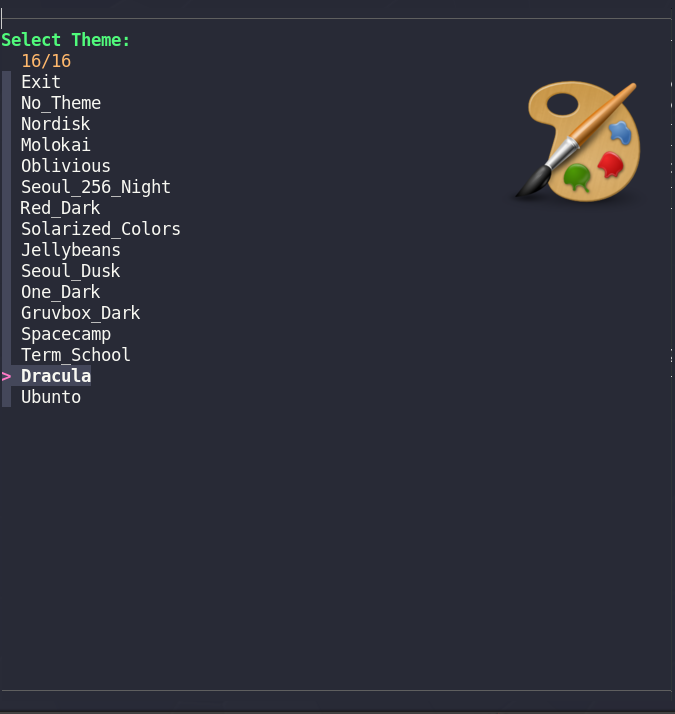 Select Theme:
16/16
Exit
No_Theme
Nordisk
Molokai
Oblivious
Seoul_256_Night
Red_Dark
Solarized_Colors
Jellybeans
Seoul_Dusk
One_Dark
Gruvbox_Dark
Spacecamp
Term_School
> Dracula
Ubunto